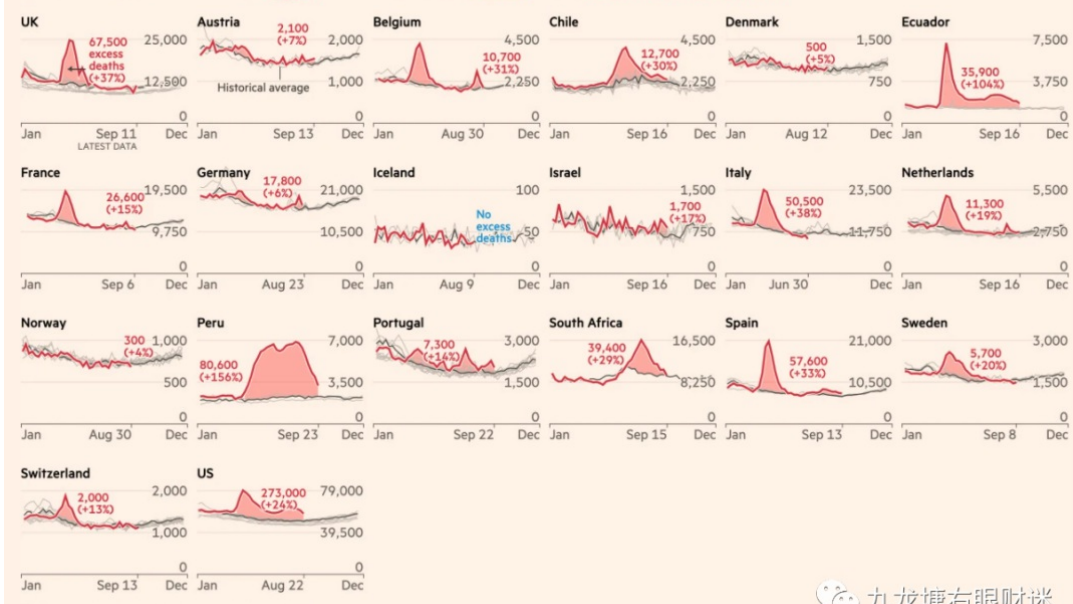 UK
25,000
67,500
excess
deaths
(+37%)
12,500
0
Jan
Sep 11
Dec
LATEST DATA
Austria
2,100
(+7%)
2,000
1,000
Historical average
0
Jan
Sep 13
Dec
Belgium
4,500
10,700
(+31%)
2,250
0
Jan
Aug 30
Dec
Chile
4,500
12,700
(+30%)
2,250
0
Jan
Sep 16
Dec
Denmark
1,500
500
(+5%)
750
0
Jan
Aug 12
Dec
Ecuador
7,500
35,900
(+104%)
3,750
0
Jan
Sep 16
Dec
France
19,500
26,600
(+15%)
9,750
0
Jan
Sep 6
Dec
Germany
17,800
(+6%)
21,000
10,500
0
Jan
Aug 23
Dec
Iceland
100
No
excess
deaths
50
0
Jan
Aug 9
Dec
Israel
1,500
1,700
(+17%)
750
0
Jan
Sep 16
Dec
Italy
23,500
50,500
(+38%)
11,750
0
Jan
Jun 30
Dec
Netherlands
5,500
11,300
(+19%)
2,750
0
Jan
Sep 16
Dec
Norway
1,000
300
(+4%)
500
0
Jan
Aug 30
Dec
Peru
7,000
80,600
(+156%)
3,500
0
Jan
Sep 23
Dec
Portugal
7,300
(+14%)
3,000
1,500
0
Jan
Sep 22
Dec
South Africa
39,400
(+29%)
16,500
8,250
0
Jan
Sep 15
Dec
Spain
21,000
57,600
(+33%)
10,500
0
Jan
Sep 13
Dec
Sweden
3,000
5,700
(+20%)
1,500
0
Jan
Sep 8
Dec
Switzerland
2,000
2,000
(+13%)
1,000
0
Jan
Sep 13
Dec
US
273,000
(+24%)
79,000
39,500
0
Jan
Aug 22
Dec
九龙塘右眼财迷